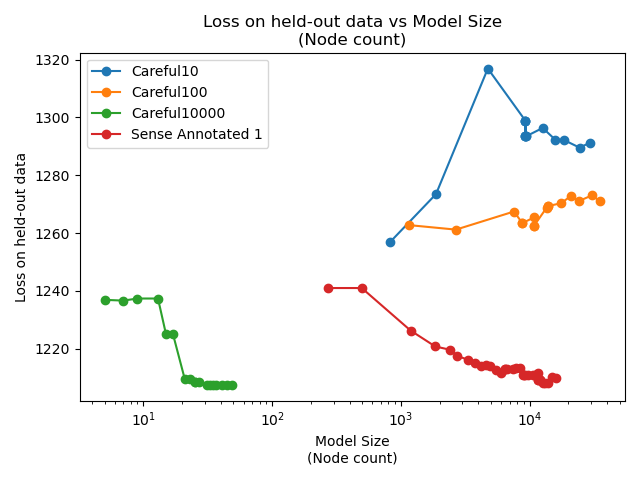 Loss on held-out data vs Model Size
(Node count)
Loss on held-out data
1320
1300
1280
1260
1240
1220
Careful10
Careful100
Careful10000
Sense Annotated 1
10¹
10²
10³
10⁴
Model Size
(Node count)